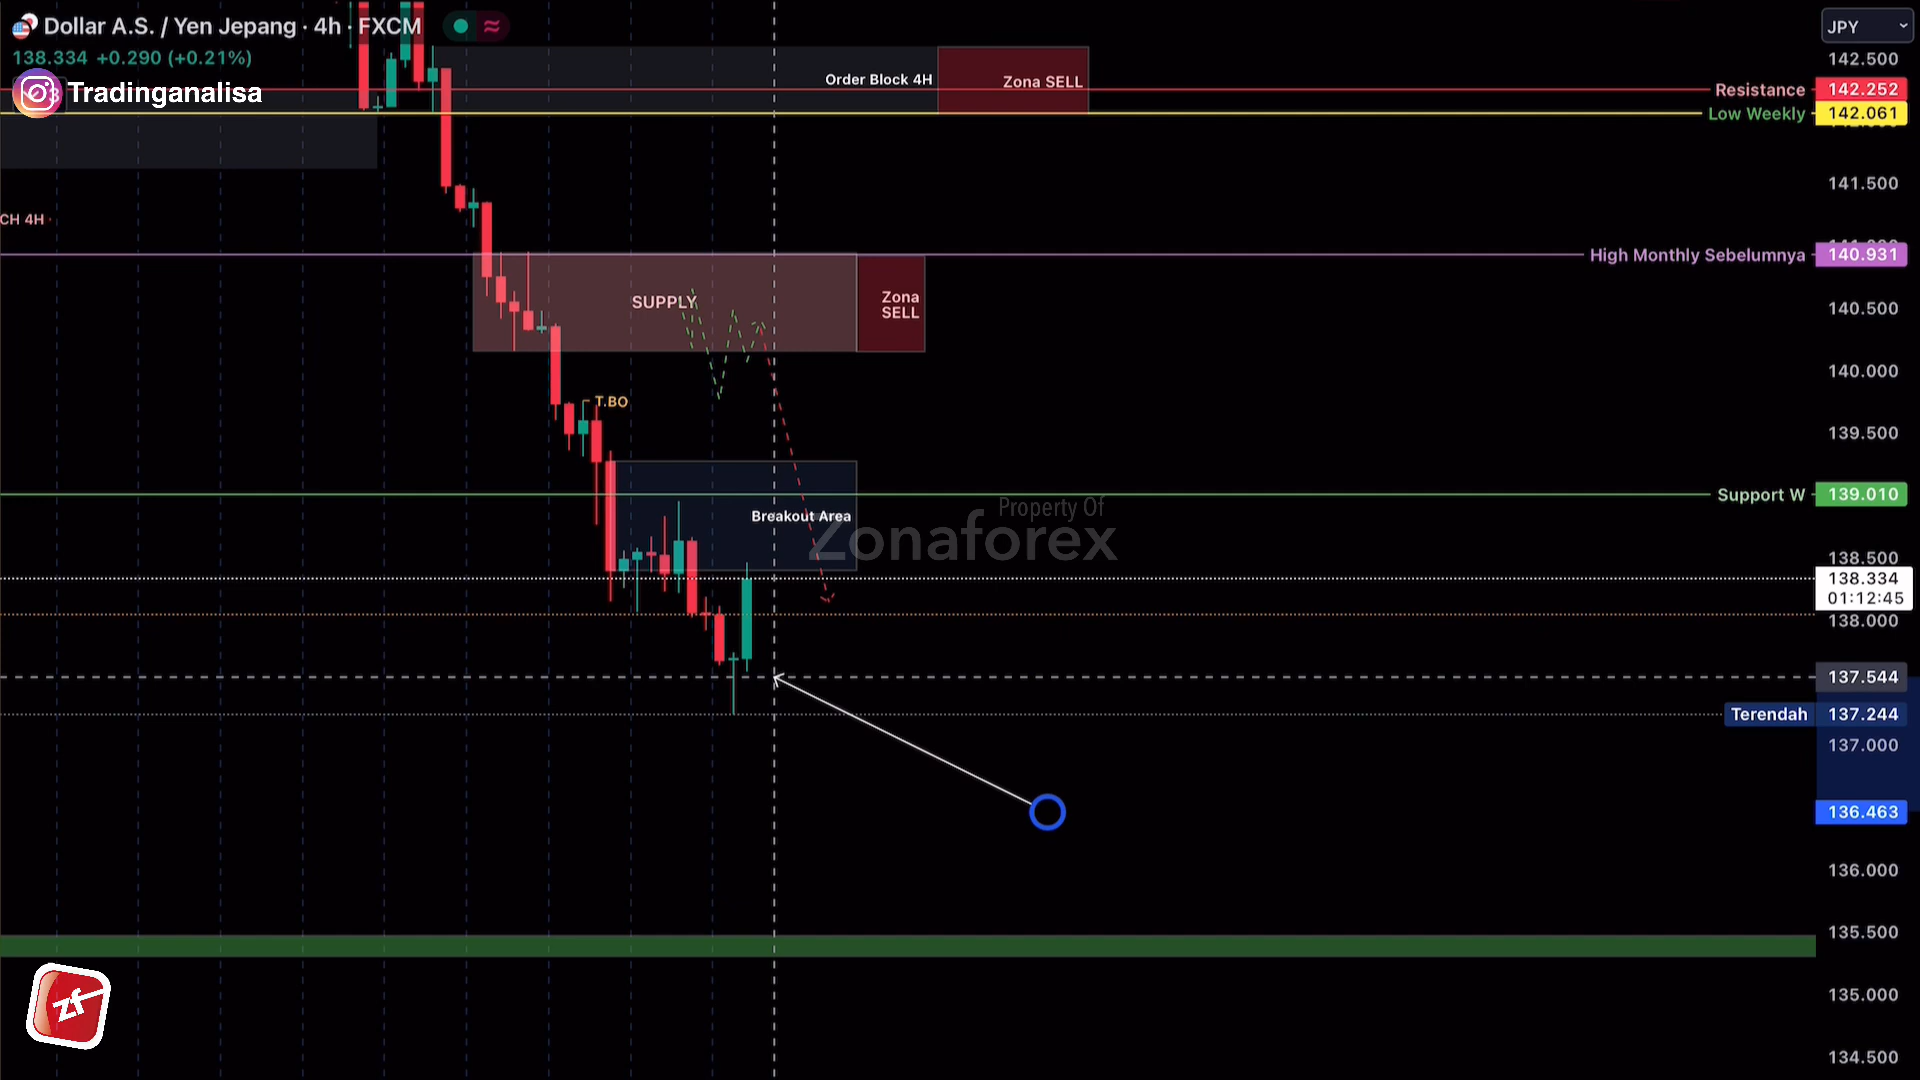 Dollar A.S. / Yen Jepang · 4h · FXCM
138.334 +0.290 (+0.21%)
Tradinganalisa
JPY
142.500
Order Block 4H
Zona SELL
Resistance 142.252
Low Weekly 142.061
141.500
CH 4H
High Monthly Sebelumnya 140.931
SUPPLY
Zona
SELL
140.500
140.000
T.BO
139.500
Support W 139.010
Property Of
Zonaforex
Breakout Area
138.500
138.334
01:12:45
138.000
137.544
Terendah 137.244
137.000
136.463
136.000
135.500
zf
135.000
134.500